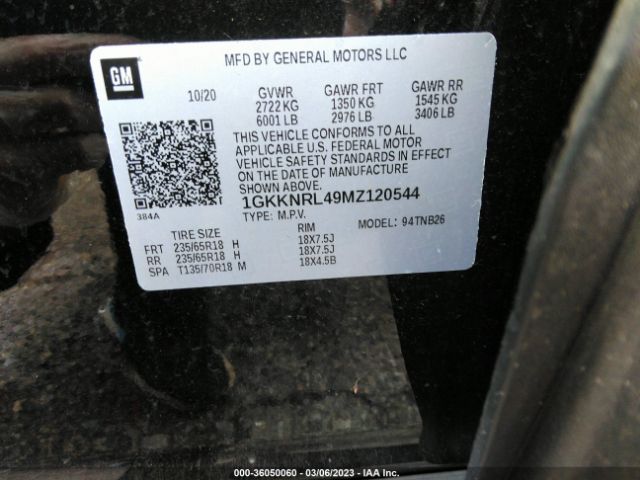 GM
MFD BY GENERAL MOTORS LLC
10/20 GVWR GAWR FRT GAWR RR
2722 KG 1350 KG 1545 KG
6001 LB 2976 LB 3406 LB
THIS VEHICLE CONFORMS TO ALL
APPLICABLE U.S. FEDERAL MOTOR
VEHICLE SAFETY STANDARDS IN EFFECT
ON THE DATE OF MANUFACTURE
SHOWN ABOVE.
384A
1GKKNRL49MZ120544
TYPE: M.P.V. MODEL: 94TNB26
TIRE SIZE RIM
FRT 235/65R18 H 18X7.5J
RR 235/65R18 H 18X7.5J
SPA T135/70R18 M 18X4.5B
000-36050060 - 03/06/2023 - IAA Inc.